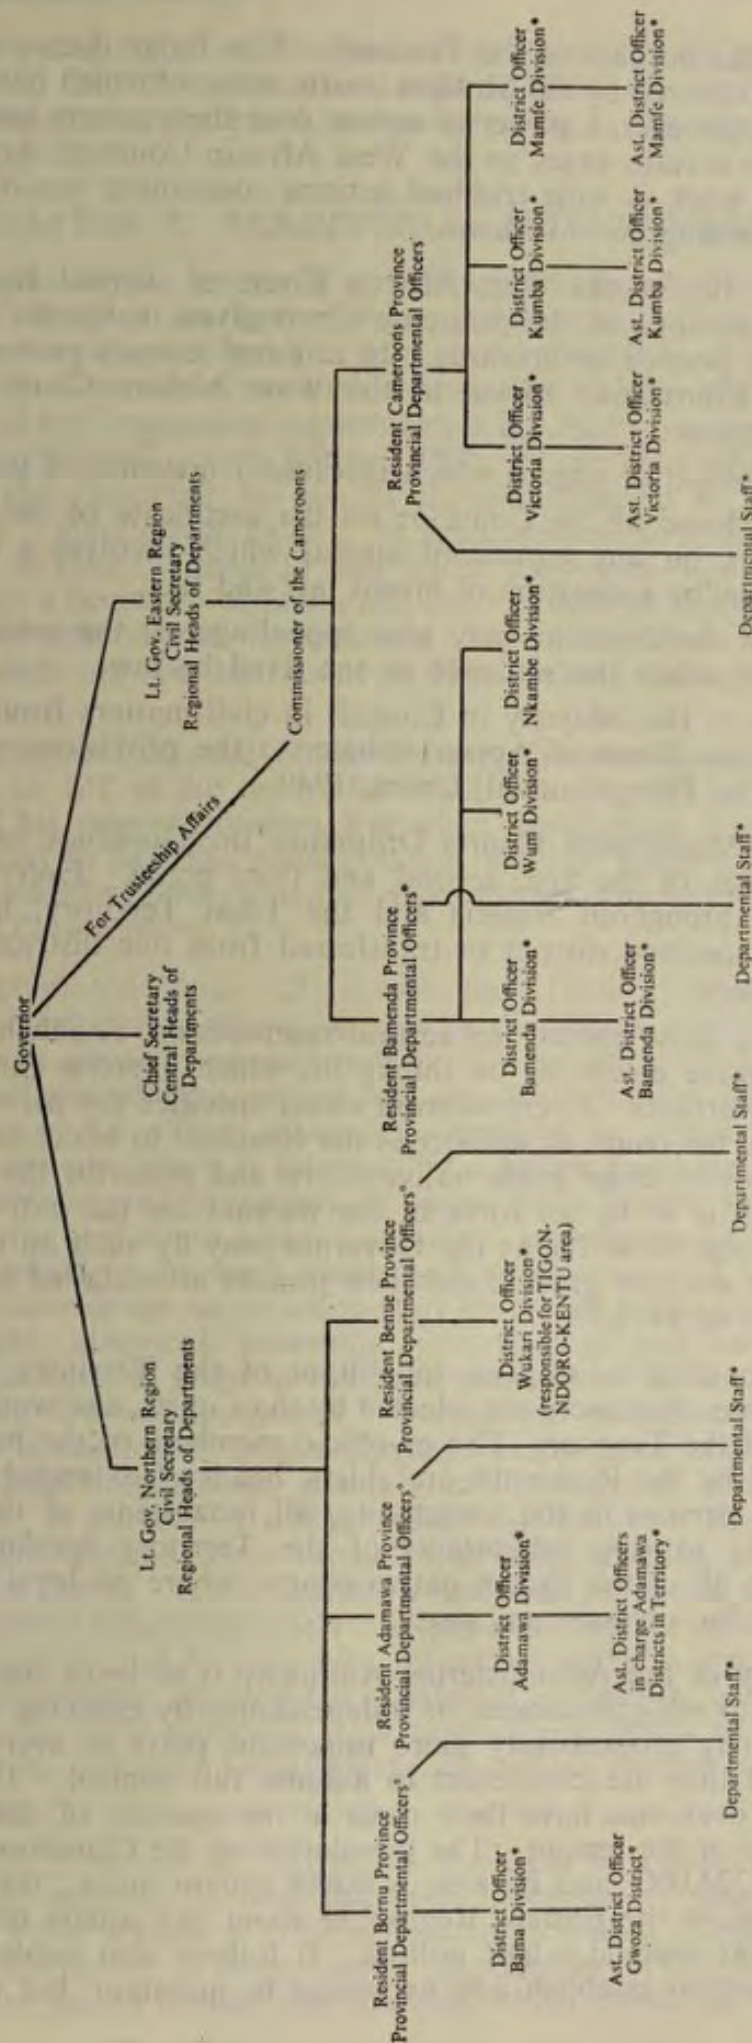 Governor
For Trusteeship Affairs
Lt. Gov, Northern Region
Civil Secretary
Regional Heads of Departments
Chief Secretary
Central Heads of
Departments
Lt. Gov. Eastern Region
Civil Secretary
Regional Heads of Departments
Commissioner of the Cameroons
Resident Bornu Province
Provincial Departmental Officers*
Resident Adamawa Province
Provincial Departmental Officers*
Resident Benue Province
Provincial Departmental Officers*
Resident Bamenda Province
Provincial Departmental Officers*
Resident Cameroons Province
Provincial Departmental Officers*
District Officer
Bama Division*
District Officer
Adamawa Division*
District Officer
Wukari Division*
(responsible for TIGON-
NDORO-KENTU area)
District Officer
Bamenda Division*
District Officer
Wum Division*
District Officer
Nkambe Division*
District Officer
Victoria Division*
District Officer
Kumba Division*
District Officer
Mamfe Division*
Ast. District Officer
Gwoza District*
Ast. District Officers
in charge Adamawa
Districts in Territory*
Ast. District Officer
Bamenda Division*
Ast. District Officer
Victoria Division*
Ast. District Officer
Kumba Division*
Ast. District Officer
Mamfe Division*
Departmental Staff*
Departmental Staff*
Departmental Staff*
Departmental Staff*
Departmental Staff*